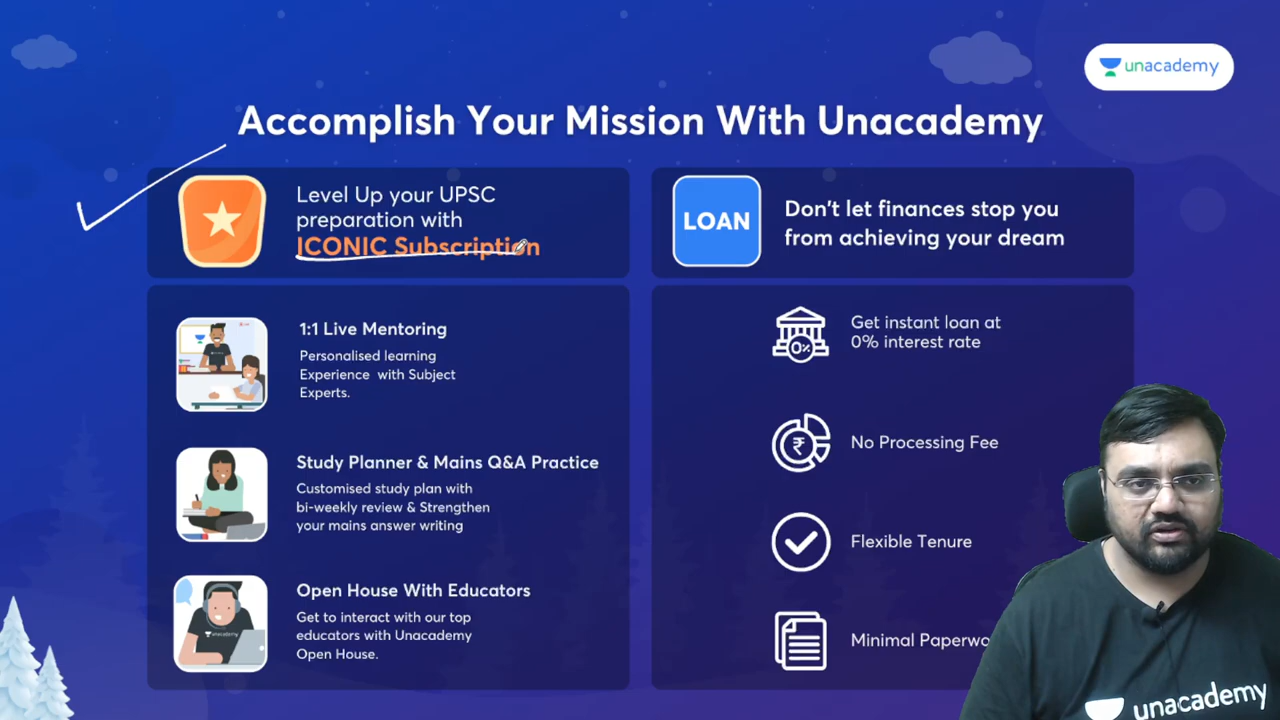 unacademy
Accomplish Your Mission With Unacademy
Level Up your UPSC
preparation with
ICONIC Subscription
LOAN
Don't let finances stop you
from achieving your dream
1:1 Live Mentoring
Personalised learning
Experience with Subject
Experts.
Study Planner & Mains Q&A Practice
Customised study plan with
bi-weekly review & Strengthen
your mains answer writing
Open House With Educators
Get to interact with our top
educators with Unacademy
Open House.
0%
Get instant loan at
0% interest rate
₹
No Processing Fee
Flexible Tenure
Minimal Paperwo
unacademy